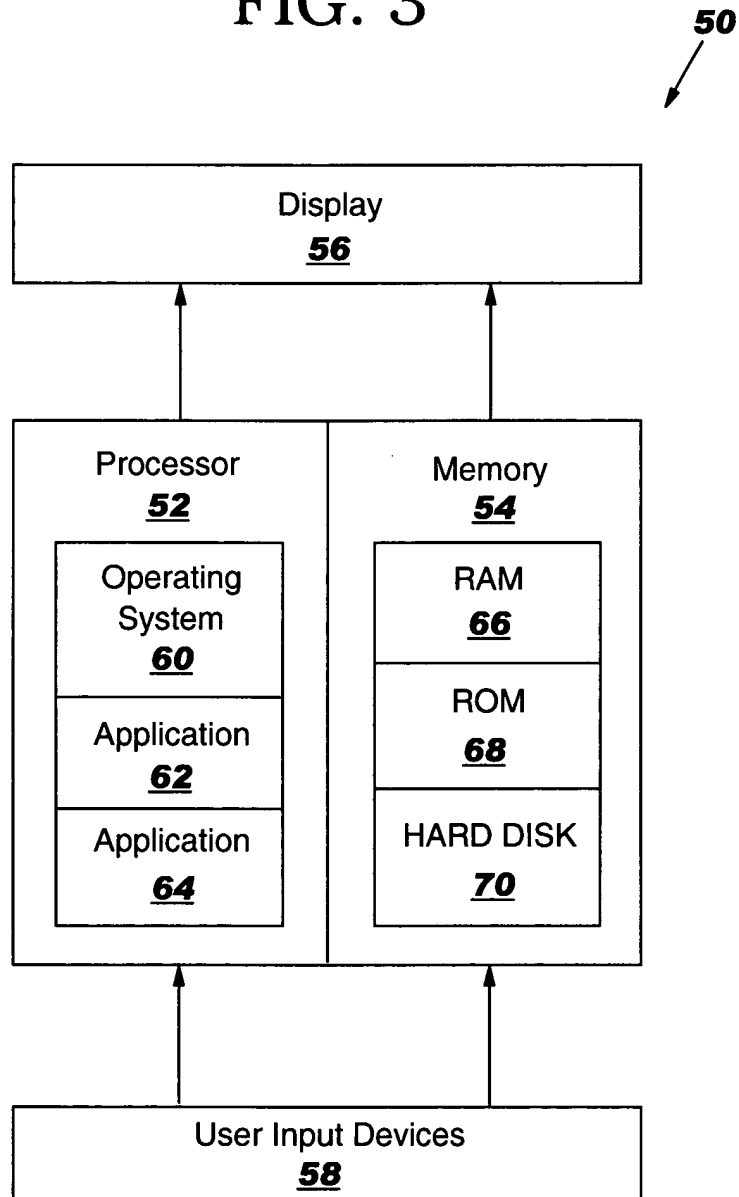 FIG. 3
50
Display
56
Processor
52
Operating
System
60
Application
62
Application
64
Memory
54
RAM
66
ROM
68
HARD DISK
70
User Input Devices
58